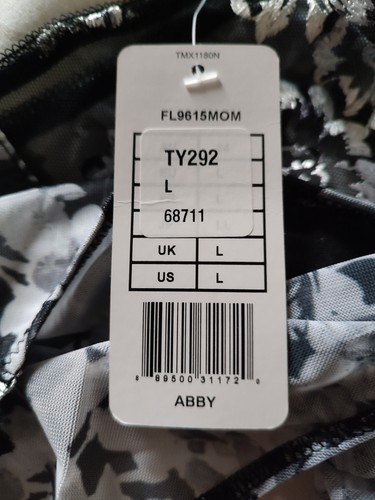 TMX1180N
FL9615MOM
TY292
L
68711
UK L
US L
8 89500 31172 0
ABBY